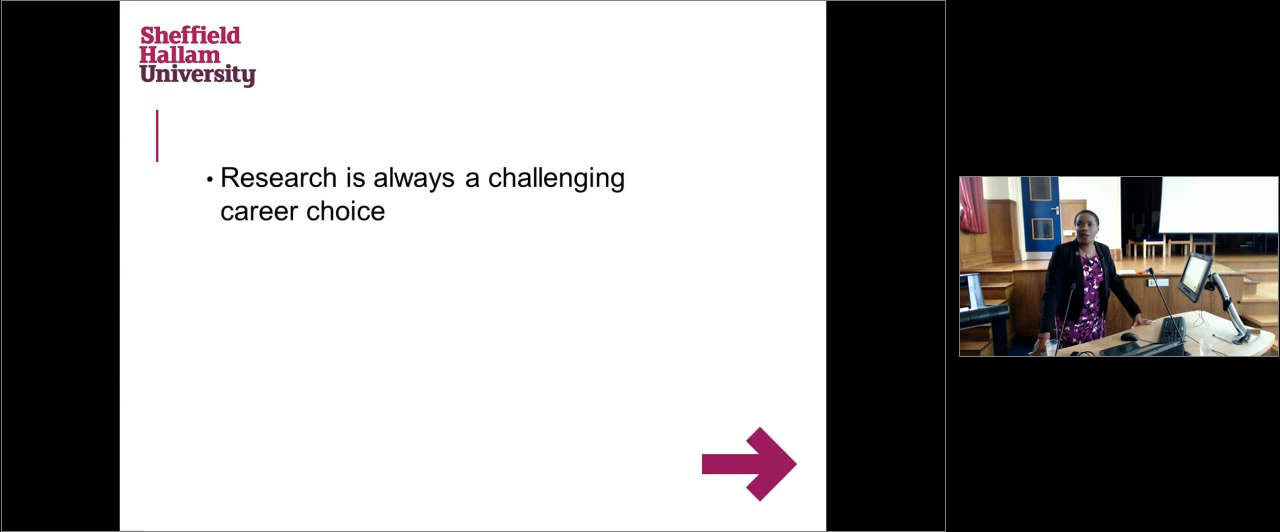 Sheffield
Hallam
University
• Research is always a challenging
career choice